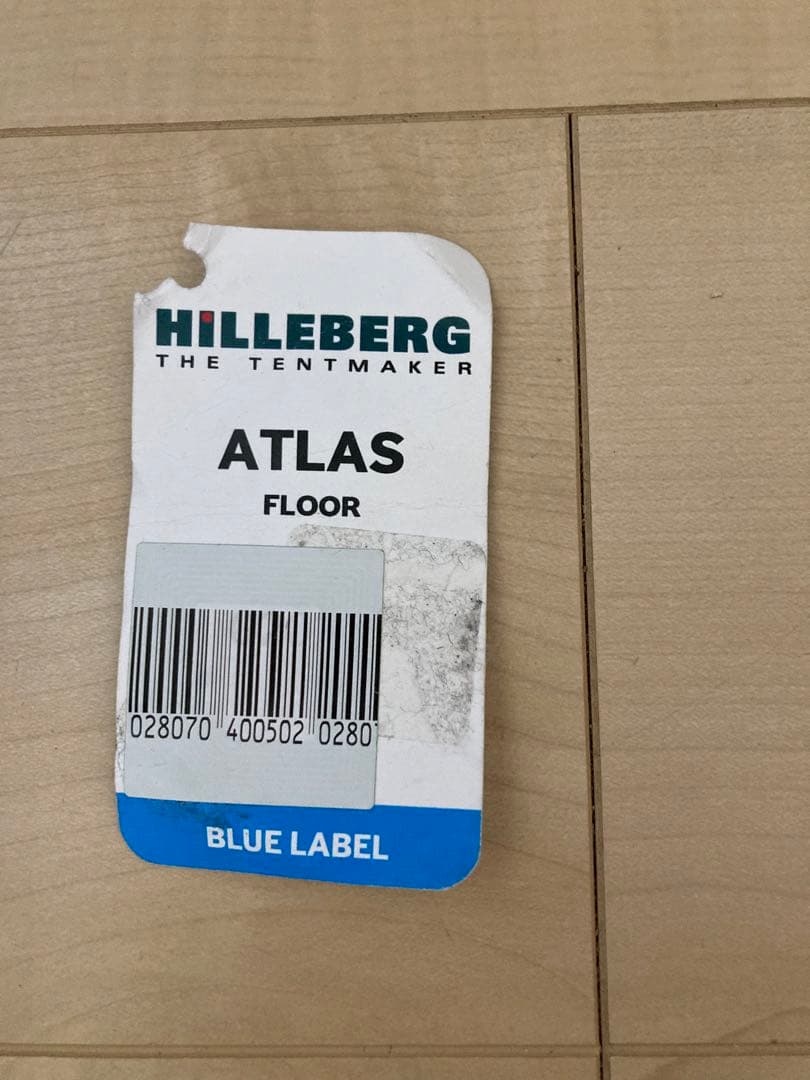 HiLLEBERG
THE TENTMAKER
ATLAS
FLOOR
028070 400502 0280
BLUE LABEL